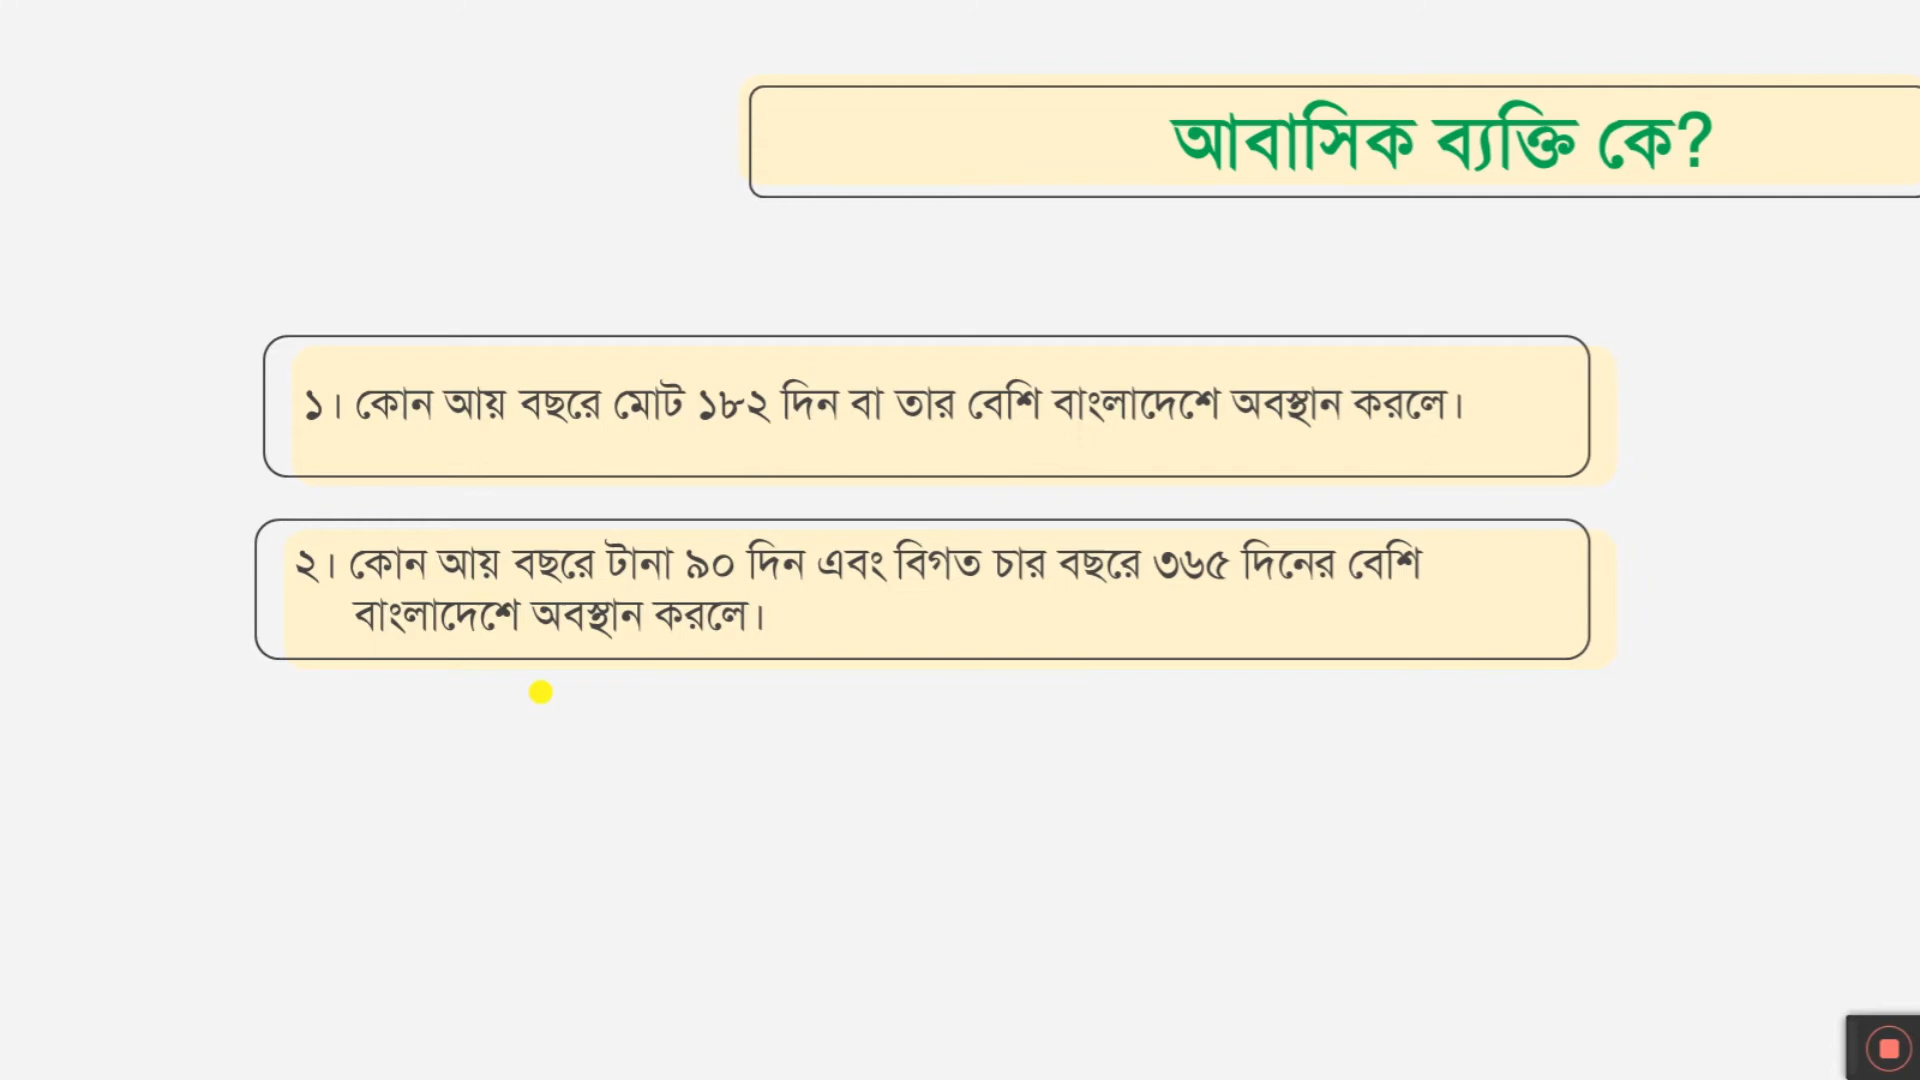 আবাসিক ব্যক্তি কে?
১। কোন আয় বছরে মোট ১৮২ দিন বা তার বেশি বাংলাদেশে অবস্থান করলে।
২। কোন আয় বছরে টানা ৯০ দিন এবং বিগত চার বছরে ৩৬৫ দিনের বেশি
বাংলাদেশে অবস্থান করলে।